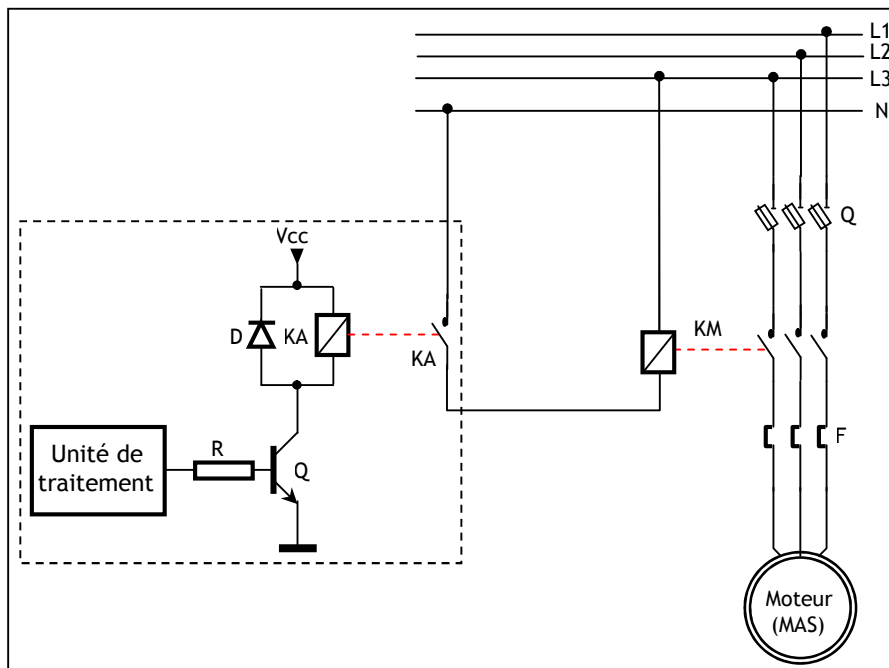 L1
L2
L3
N
Q
Vcc
D
KA
KA
KM
F
R
Q
Unité de
traitement
Moteur
(MAS)